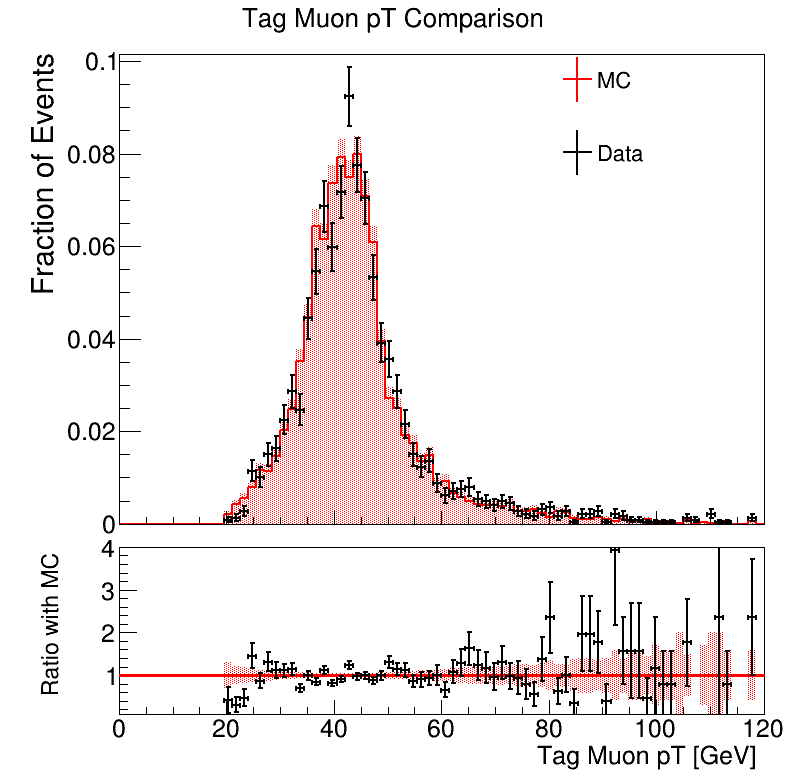 Tag Muon pT Comparison
Fraction of Events
0.1
0.08
0.06
0.04
0.02
0
MC
Data
Ratio with MC
4
3
2
1
0 20 40 60 80 100 120
Tag Muon pT [GeV]